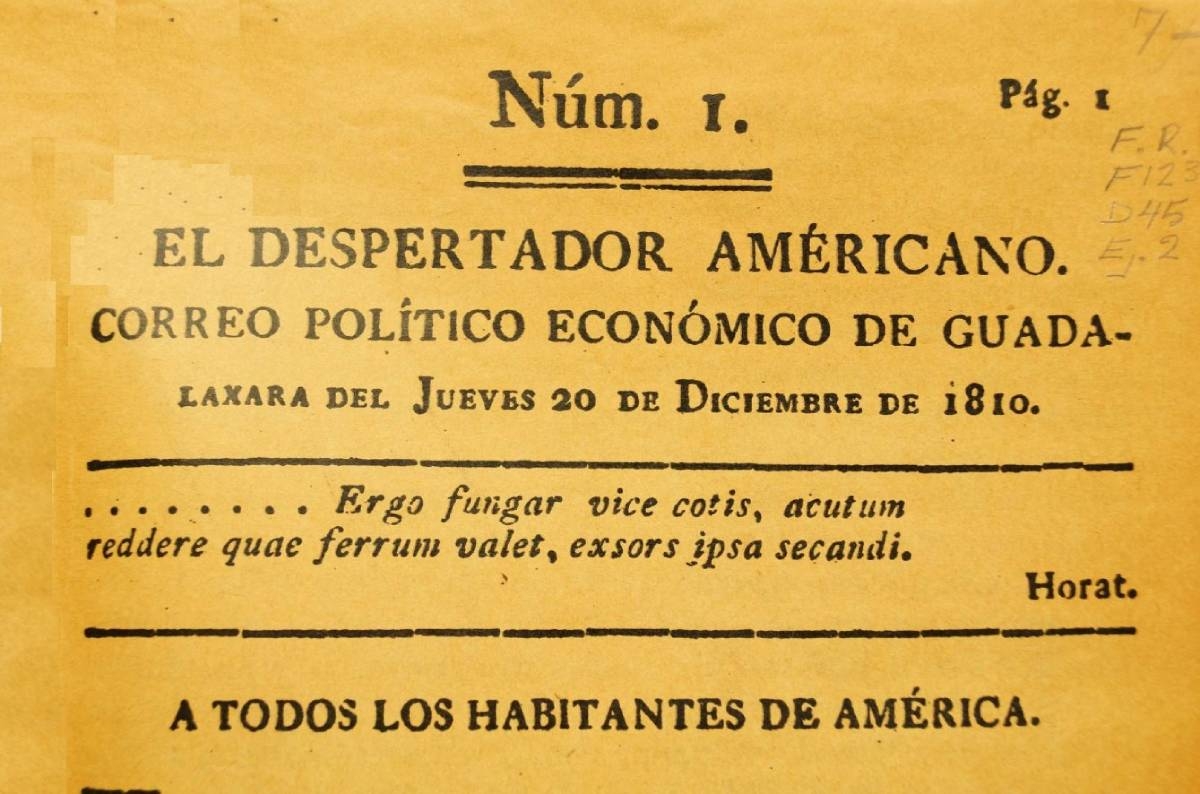 7-
Núm. 1.
Pág. 1
F. R.
F123
D45
Ej. 2
EL DESPERTADOR AMÉRICANO.
CORREO POLÍTICO ECONÓMICO DE GUADA-
LAXARA DEL JUEVES 20 DE DICIEMBRE DE 1810.
......... Ergo fungar vice cotis, acutum
reddere quae ferrum valet, exsors ipsa secandi.
Horat.
A TODOS LOS HABITANTES DE AMÉRICA.